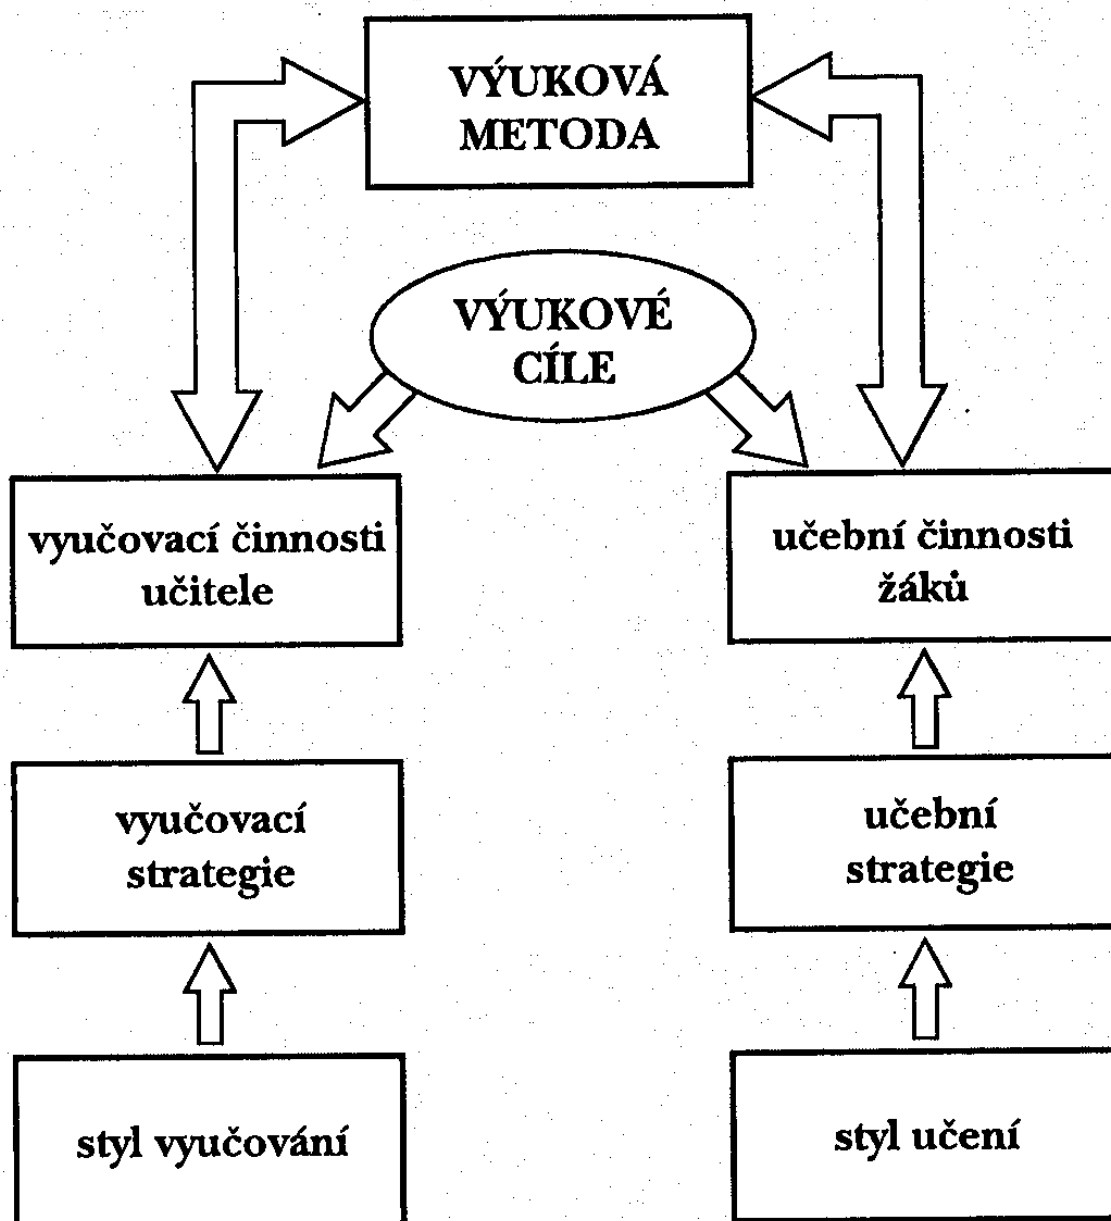 VÝUKOVÁ
METODA
VÝUKOVÉ
CÍLE
vyučovací činnosti
učitele
učební činnosti
žáků
vyučovací
strategie
učební
strategie
styl vyučování
styl učení